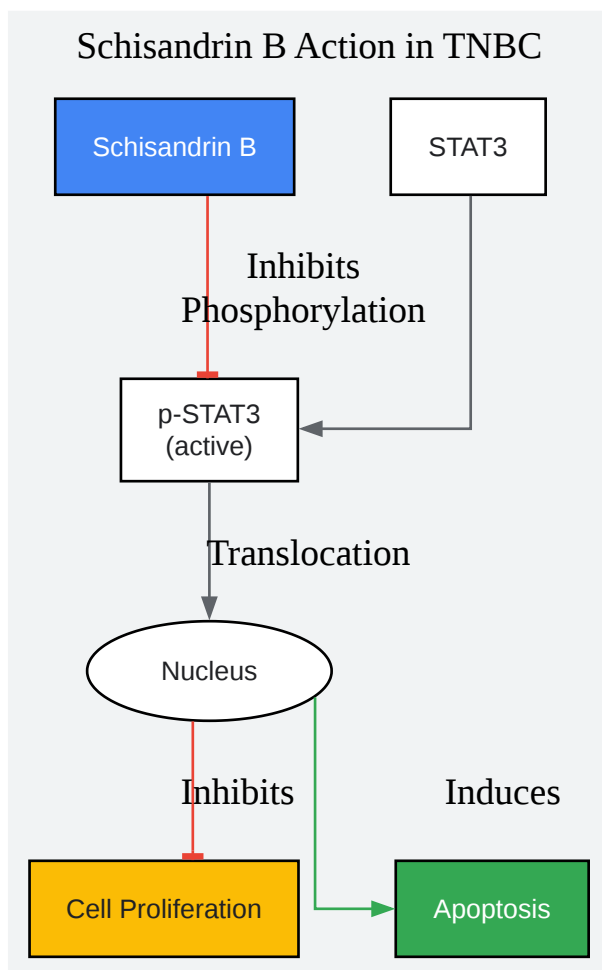 Schisandrin B Action in TNBC
Schisandrin B
STAT3
Inhibits
Phosphorylation
p-STAT3
(active)
Translocation
Nucleus
Inhibits
Induces
Cell Proliferation
Apoptosis